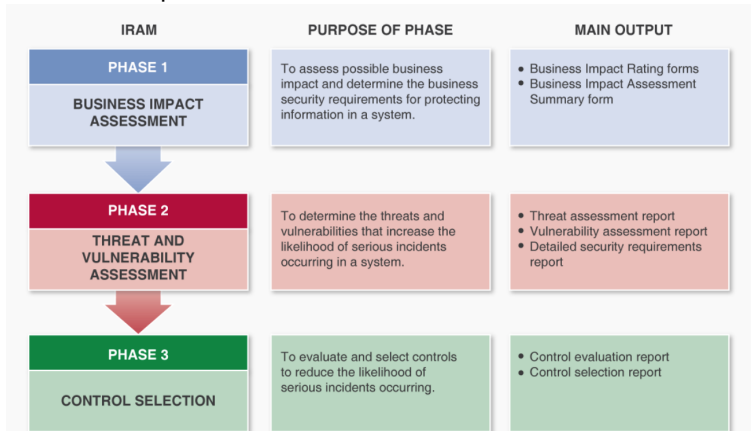 IRAM
PURPOSE OF PHASE
MAIN OUTPUT
PHASE 1
BUSINESS IMPACT
ASSESSMENT
To assess possible business
impact and determine the business
security requirements for protecting
information in a system.
• Business Impact Rating forms
• Business Impact Assessment
Summary form
PHASE 2
THREAT AND
VULNERABILITY
ASSESSMENT
To determine the threats and
vulnerabilities that increase the
likelihood of serious incidents
occurring in a system.
• Threat assessment report
• Vulnerability assessment report
• Detailed security requirements
report
PHASE 3
CONTROL SELECTION
To evaluate and select controls
to reduce the likelihood of
serious incidents occurring.
• Control evaluation report
• Control selection report